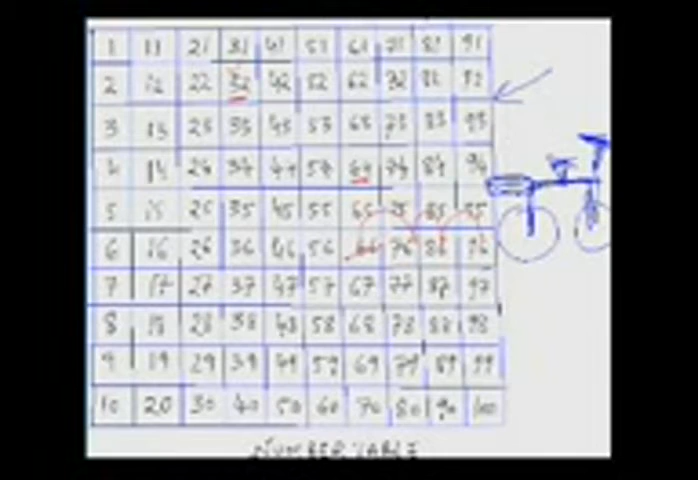 1 11 21 31 41 51 61 71 81 91
2 12 22 32 42 52 62 72 82 92
3 13 23 33 43 53 63 73 83 93
4 14 24 34 44 54 64 74 84 94
5 15 25 35 45 55 65 75 85 95
6 16 26 36 46 56 66 76 86 96
7 17 27 37 47 57 67 77 87 97
8 18 28 38 48 58 68 78 88 98
9 19 29 39 49 59 69 79 89 99
10 20 30 40 50 60 70 80 90 100
NUMBER TABLE